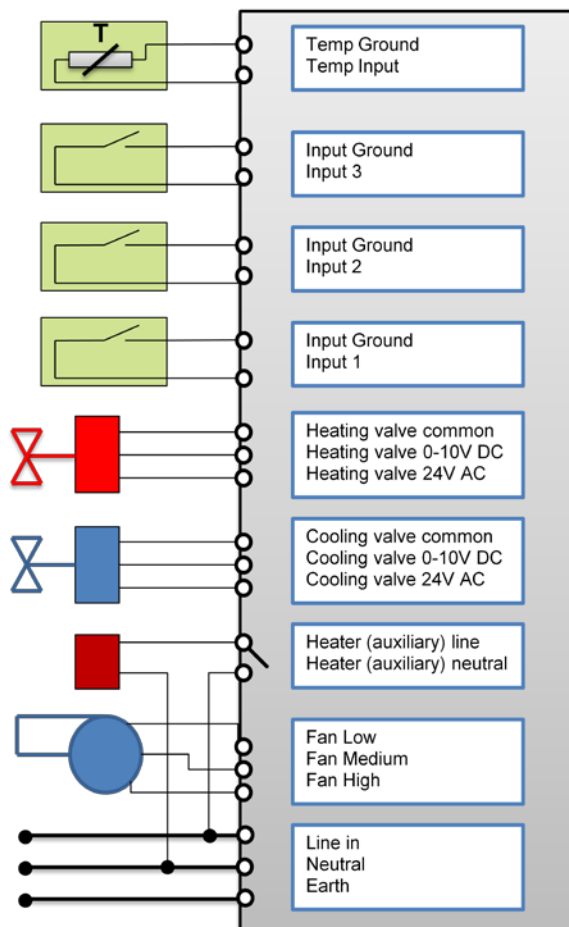 T
Temp Ground
Temp Input
Input Ground
Input 3
Input Ground
Input 2
Input Ground
Input 1
Heating valve common
Heating valve 0-10V DC
Heating valve 24V AC
Cooling valve common
Cooling valve 0-10V DC
Cooling valve 24V AC
Heater (auxiliary) line
Heater (auxiliary) neutral
Fan Low
Fan Medium
Fan High
Line in
Neutral
Earth